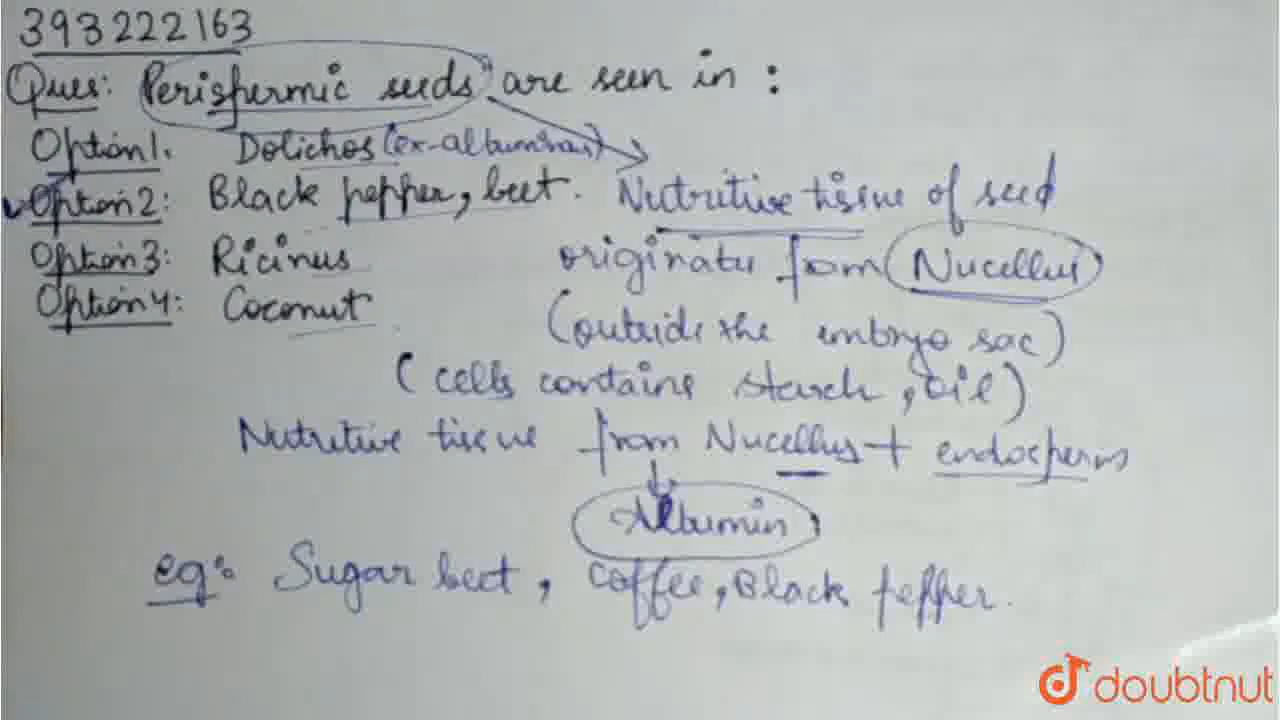 393222163
Ques: Perispermic seeds are seen in :
Option1. Dolichos (ex-albuminas)
Option2: Black pepper, beet.
Option3: Ricinus
Option4: Coconut
Nutritive tissue of seed
originates from Nucellus
(outside the embryo sac)
(cells contains starch, oil)
Nutritive tissue from Nucellus + endosperm
Albumin
eg: Sugar beet, coffee, Black pepper.
doubtnut